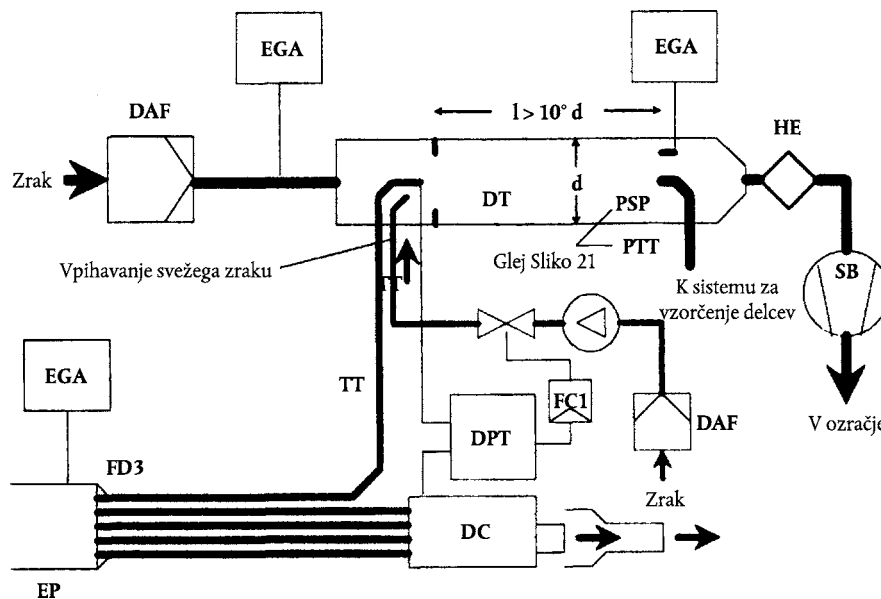 EGA
EGA
DAF
l > 10° d
HE
Zrak
d
DT
PSP
PTT
Glej Sliko 21
Vpihavanje svežega zraku
TT
K sistemu za
vzorčenje delcev
SB
EGA
TT
FC1
DPT
DAF
V ozračje
FD3
Zrak
DC
EP